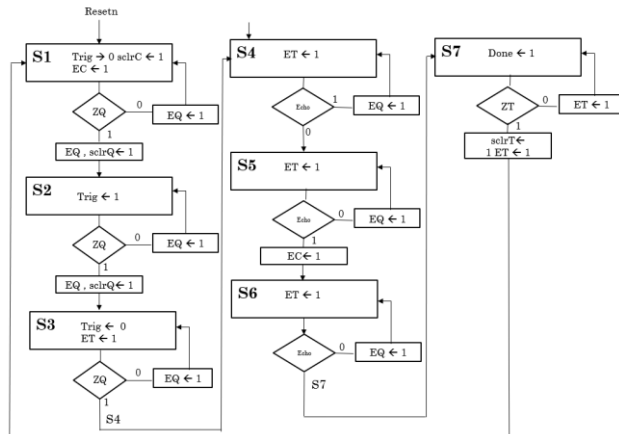 Resetn
S1
Trig → 0 sclrC ← 1
EC ← 1
ZQ
0
EQ ← 1
1
EQ , sclrQ← 1
S2
Trig ← 1
ZQ
0
EQ ← 1
1
EQ , sclrQ← 1
S3
Trig ← 0
ET ← 1
ZQ
0
EQ ← 1
1
S4
S4
ET ← 1
Echo
1
EQ ← 1
0
S5
ET ← 1
Echo
0
EQ ← 1
1
EC← 1
S6
ET ← 1
Echo
0
EQ ← 1
S7
S7
Done ← 1
ZT
0
ET ← 1
1
sclrT←
1 ET ← 1